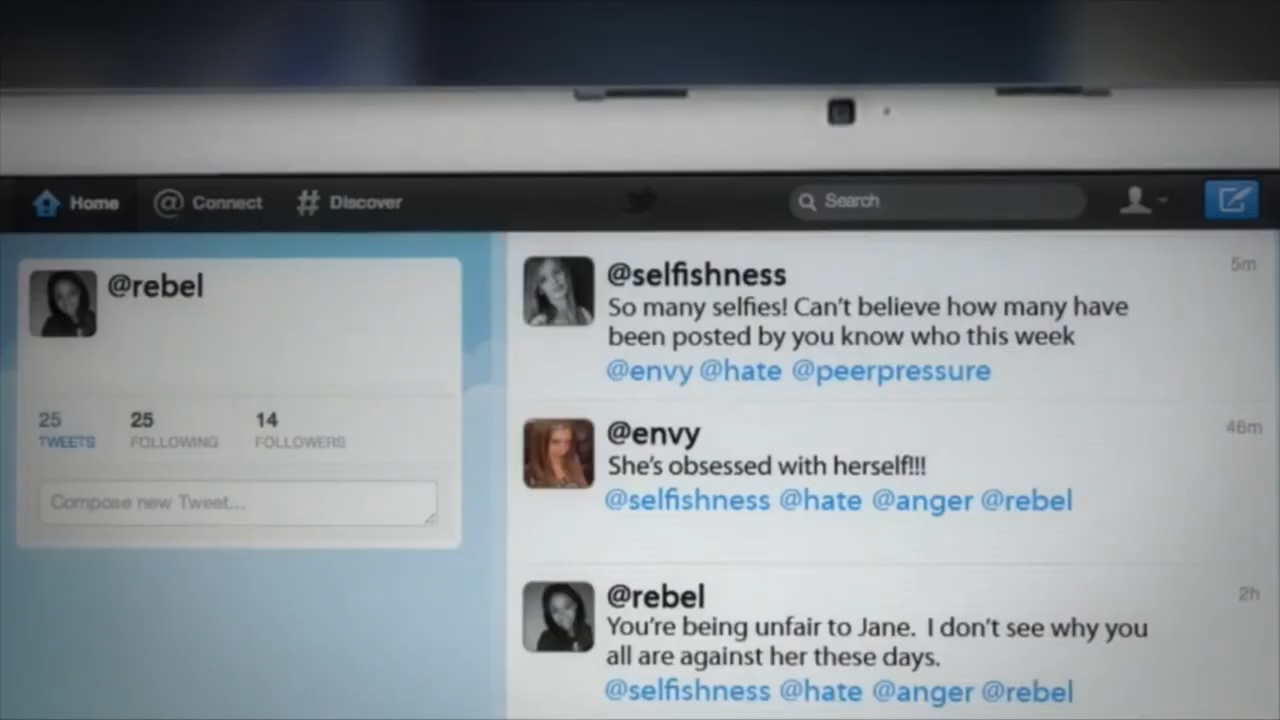 Home
Connect
Discover
Search
@rebel
25
25
14
TWEETS
FOLLOWING
FOLLOWERS
Compose new Tweet...
@selfishness
5m
So many selfies! Can't believe how many have
been posted by you know who this week
@envy @hate @peerpressure
@envy
46m
She's obsessed with herself!!!
@selfishness @hate @anger @rebel
@rebel
2h
You're being unfair to Jane. I don't see why you
all are against her these days.
@selfishness @hate @anger @rebel